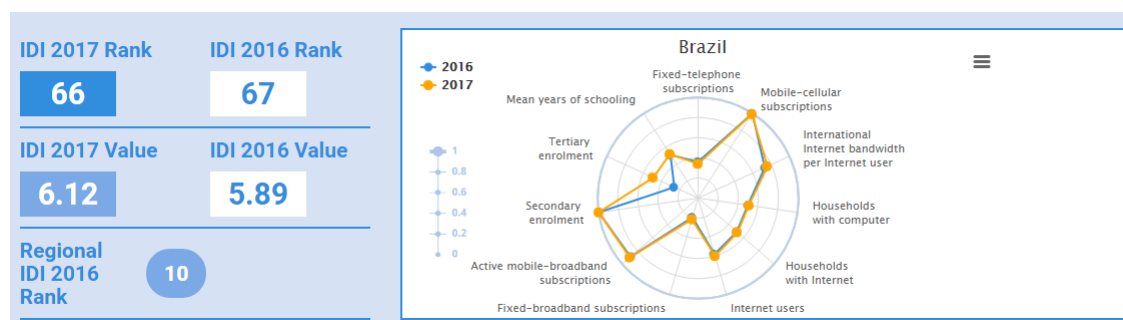 IDI 2017 Rank
IDI 2016 Rank
66
67
IDI 2017 Value
IDI 2016 Value
6.12
5.89
Regional
IDI 2016
Rank
10
Brazil
2016
2017
1
0.8
0.6
0.4
0.2
0
Fixed-telephone
subscriptions
Mobile-cellular
subscriptions
International
Internet bandwidth
per Internet user
Households
with computer
Households
with Internet
Internet users
Fixed-broadband subscriptions
Active mobile-broadband
subscriptions
Secondary
enrolment
Tertiary
enrolment
Mean years of schooling